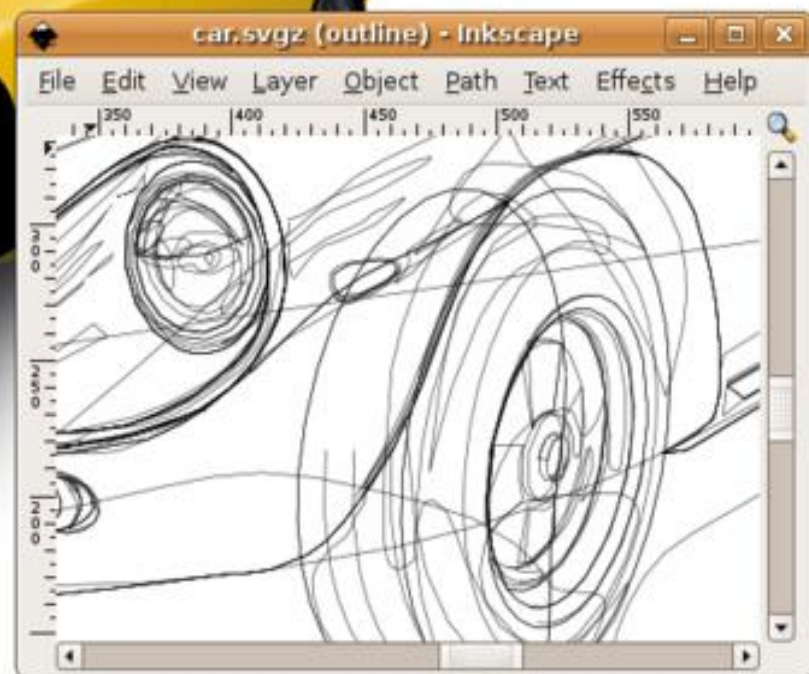 car.svgz (outline) - Inkscape
File Edit View Layer Object Path Text Effects Help
350 400 450 500 550
300
250
200